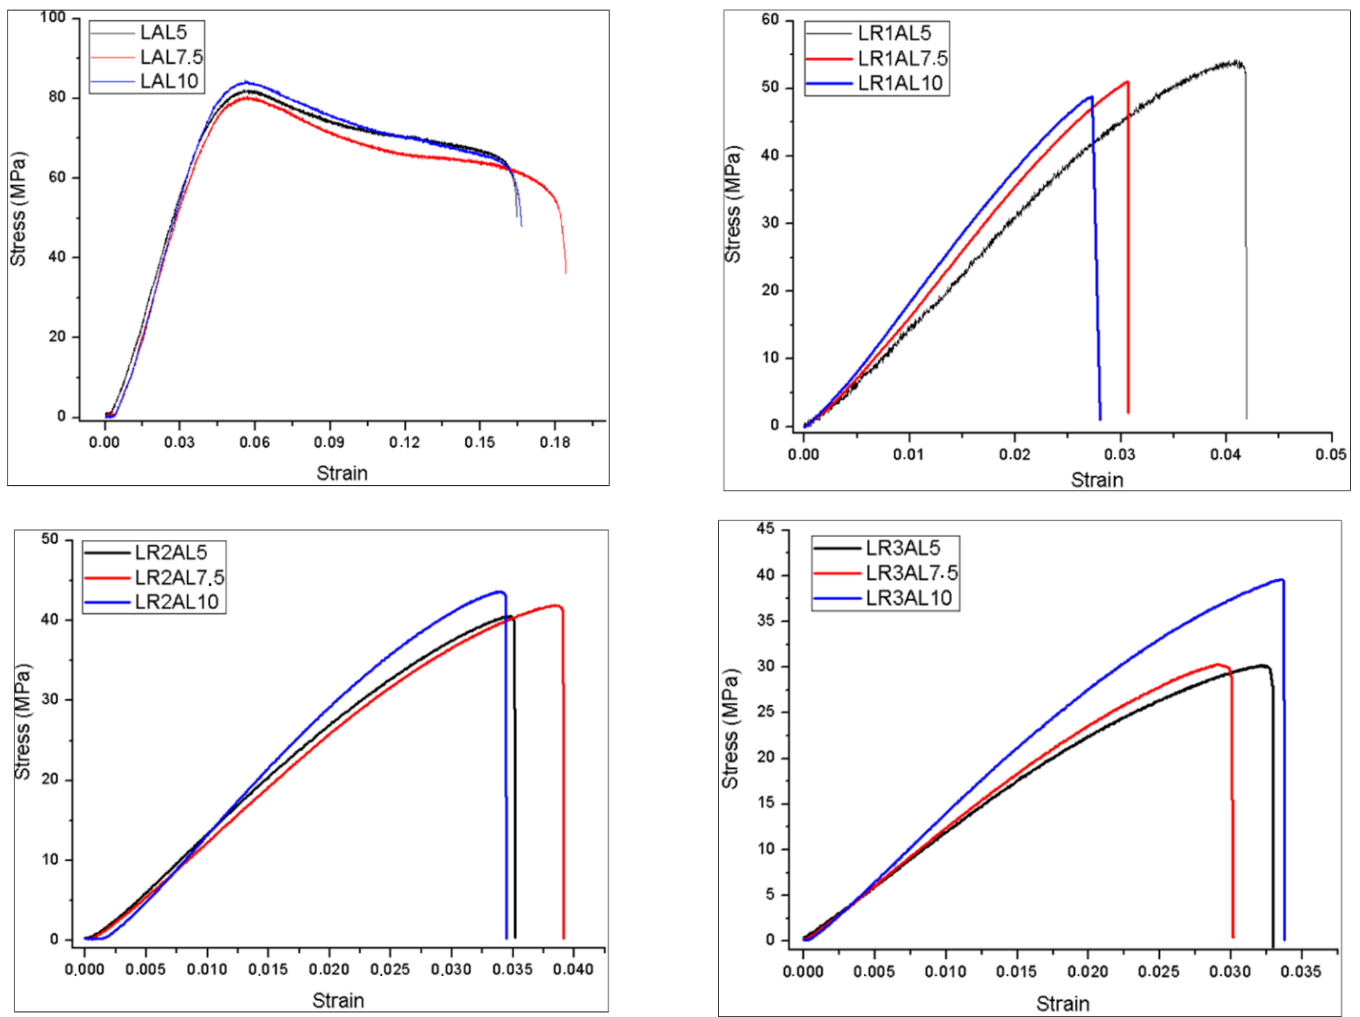 100
80
60
40
20
0
Stress (MPa)
LAL5
LAL7.5
LAL10
0.00 0.03 0.06 0.09 0.12 0.15 0.18
Strain
60
50
40
30
20
10
0
Stress (MPa)
LR1AL5
LR1AL7.5
LR1AL10
0.00 0.01 0.02 0.03 0.04 0.05
Strain
50
40
30
20
10
0
Stress (MPa)
LR2AL5
LR2AL7.5
LR2AL10
0.000 0.005 0.010 0.015 0.020 0.025 0.030 0.035 0.040
Strain
45
40
35
30
25
20
15
10
5
0
Stress (MPa)
LR3AL5
LR3AL7.5
LR3AL10
0.000 0.005 0.010 0.015 0.020 0.025 0.030 0.035
Strain